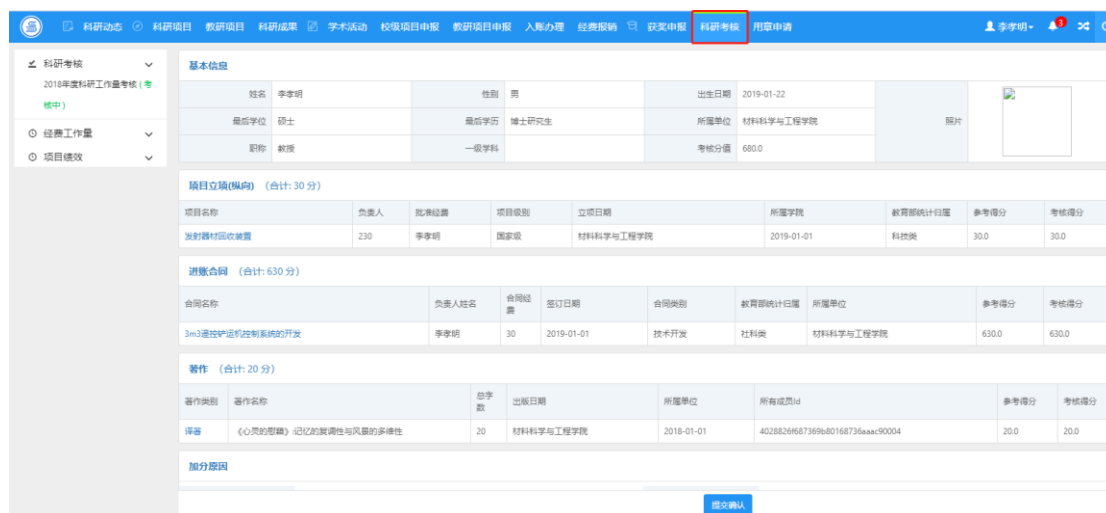 科研动态 科研项目 教研项目 科研成果 学术活动 校级项目申报 教研项目申报 入账办理 经费报销 获奖申报 科研考核 用章申请 李孝明 3
科研考核
2018年度科研工作量考核 ( 考
核中 )
经费工作量
项目绩效
基本信息
姓名 李孝明 性别 男 出生日期 2019-01-22
最后学位 硕士 最后学历 博士研究生 所属单位 材料科学与工程学院 照片
职称 教授 一级学科 考核分值 680.0
项目立项(纵向) (合计: 30 分)
项目名称 负责人 批准经费 项目级别 立项日期 所属学院 教育部统计归属 参考得分 考核得分
发射器材回收装置 230 李孝明 国家级 材料科学与工程学院 2019-01-01 科技类 30.0 30.0
进账合同 (合计: 630 分)
合同名称 负责人姓名 合同经费 签订日期 合同类别 教育部统计归属 所属单位 参考得分 考核得分
3m3遥控铲运机控制系统的开发 李孝明 30 2019-01-01 技术开发 社科类 材料科学与工程学院 630.0 630.0
著作 (合计: 20 分)
著作类别 著作名称 总字数 出版日期 所属单位 所有成员Id 参考得分 考核得分
译著 《心灵的慰藉》:记忆的复调性与风景的多维性 20 材料科学与工程学院 2018-01-01 4028826f687369b80168736aaac90004 20.0 20.0
加分原因
提交确认